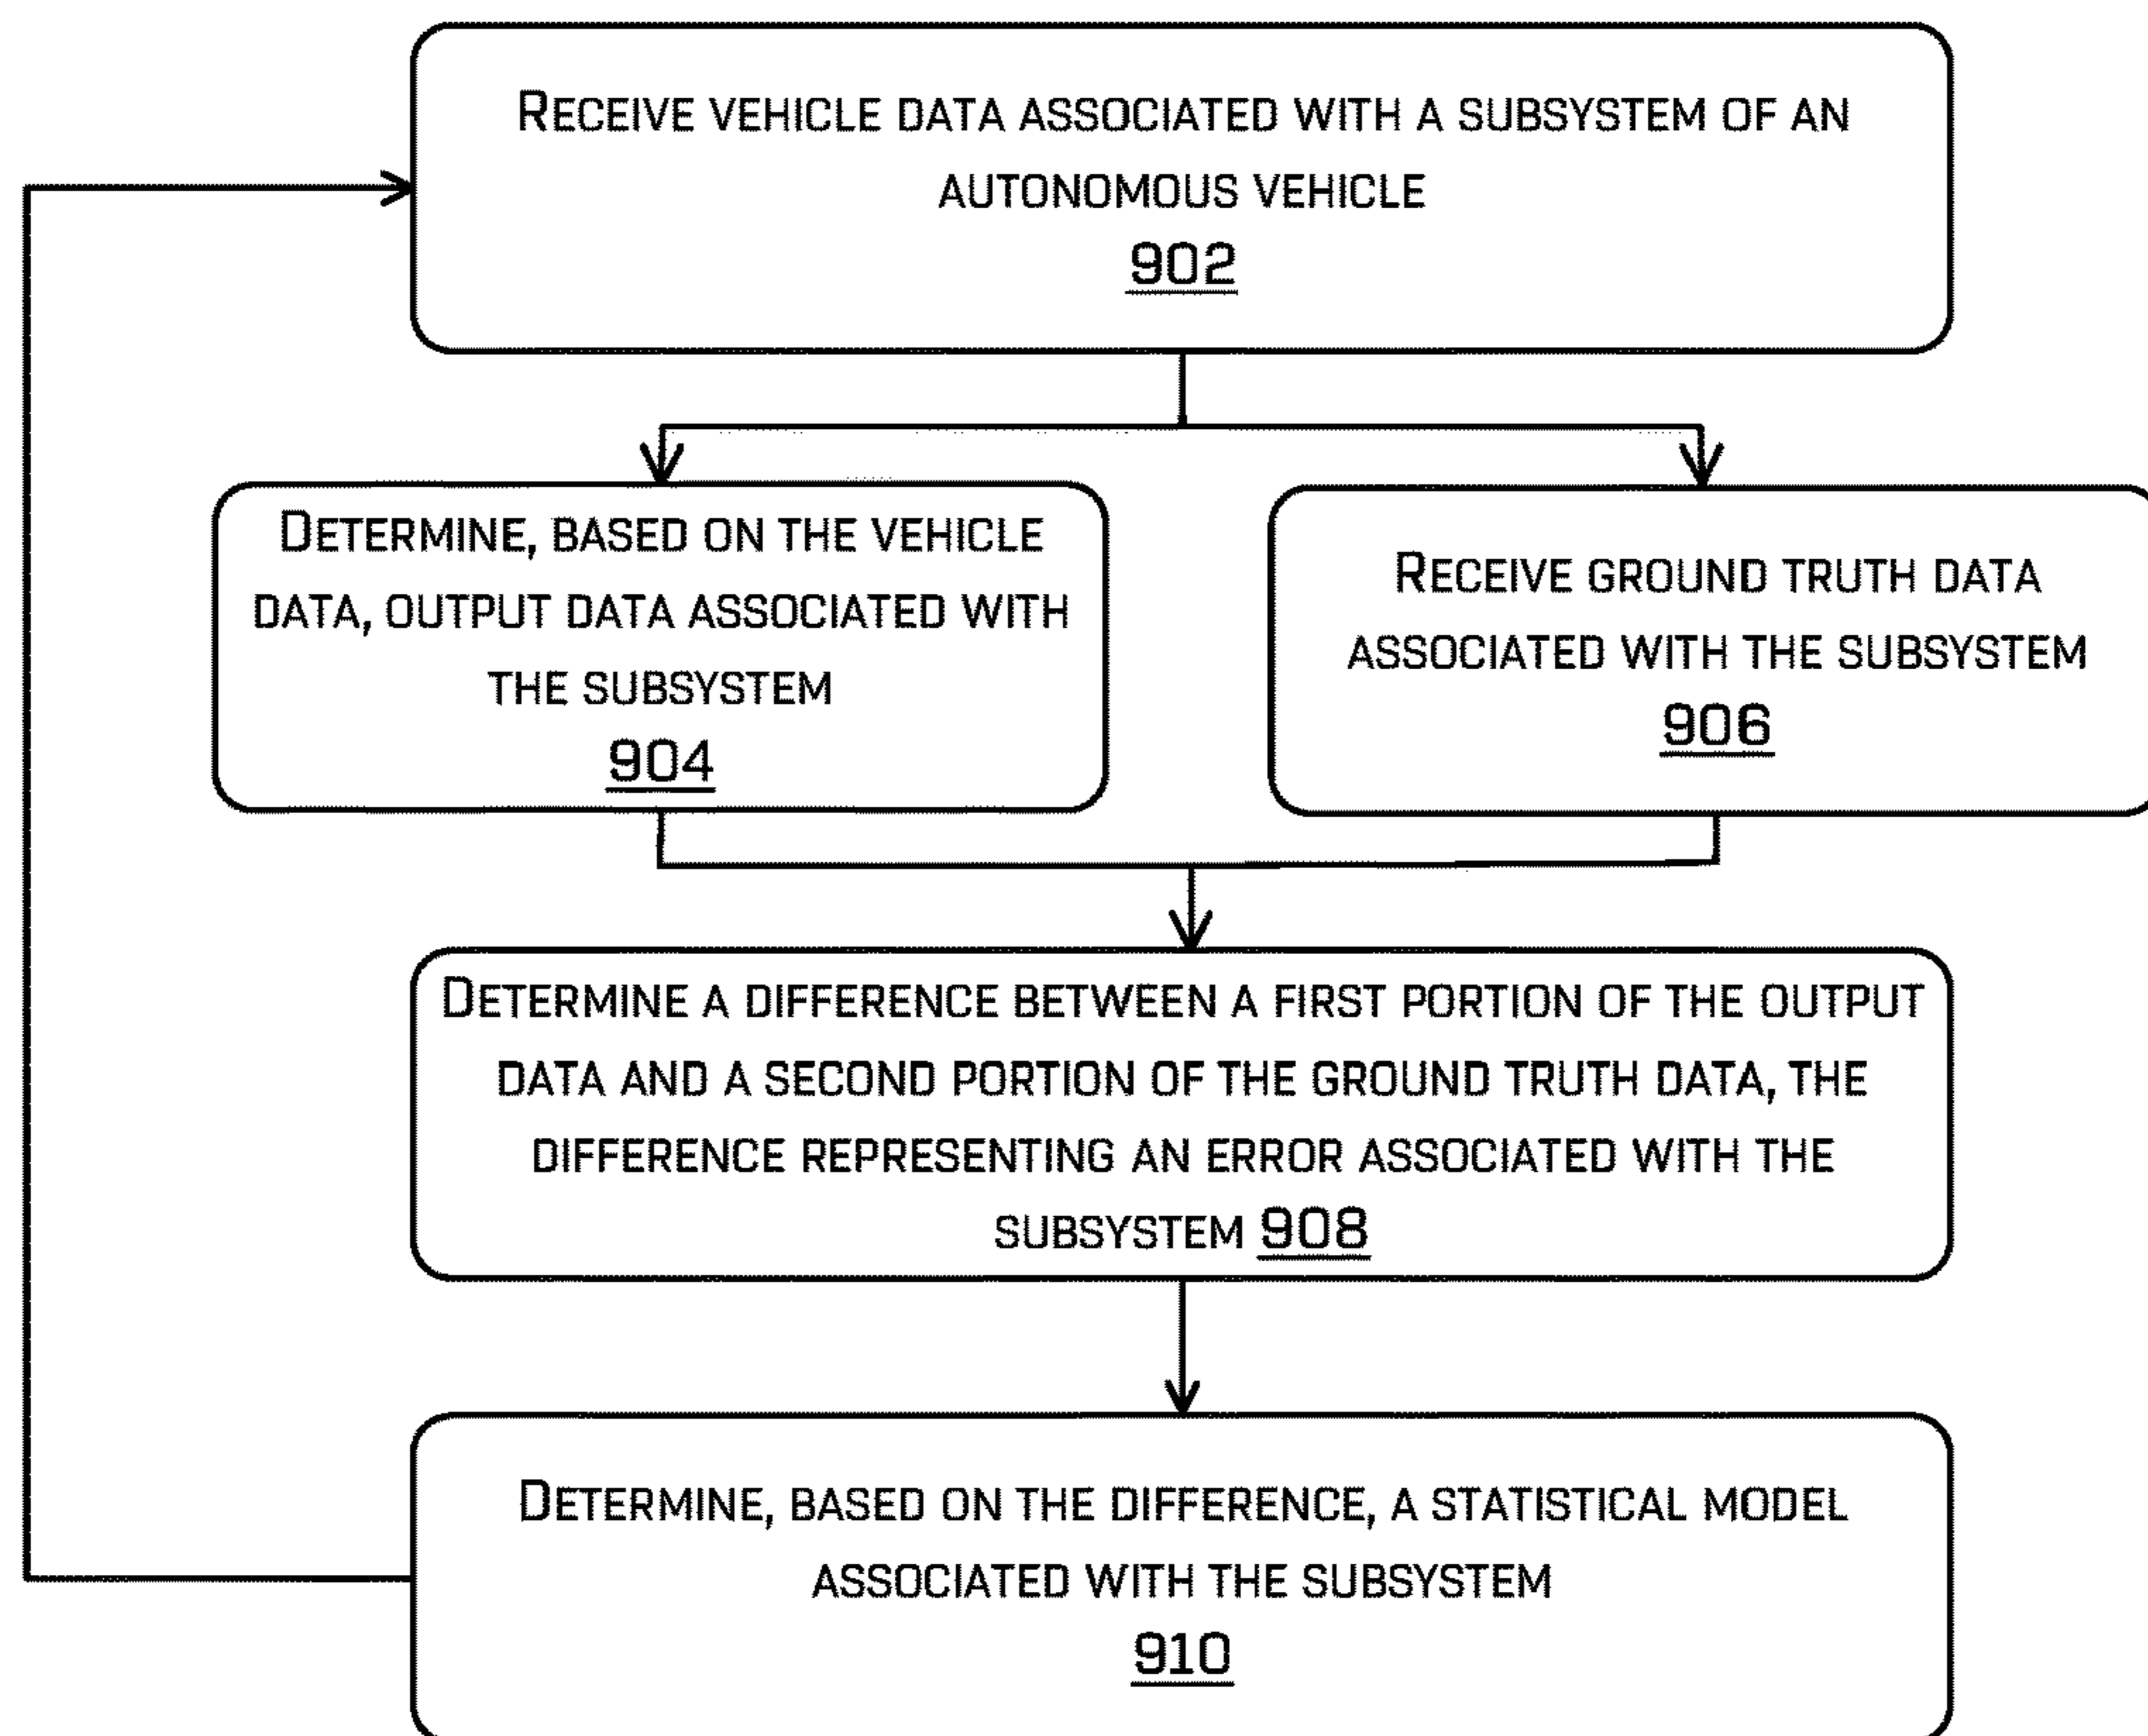 Receive vehicle data associated with a subsystem of an
autonomous vehicle
902
Determine, based on the vehicle
data, output data associated with
the subsystem
904
Receive ground truth data
associated with the subsystem
906
Determine a difference between a first portion of the output
data and a second portion of the ground truth data, the
difference representing an error associated with the
subsystem 908
Determine, based on the difference, a statistical model
associated with the subsystem
910